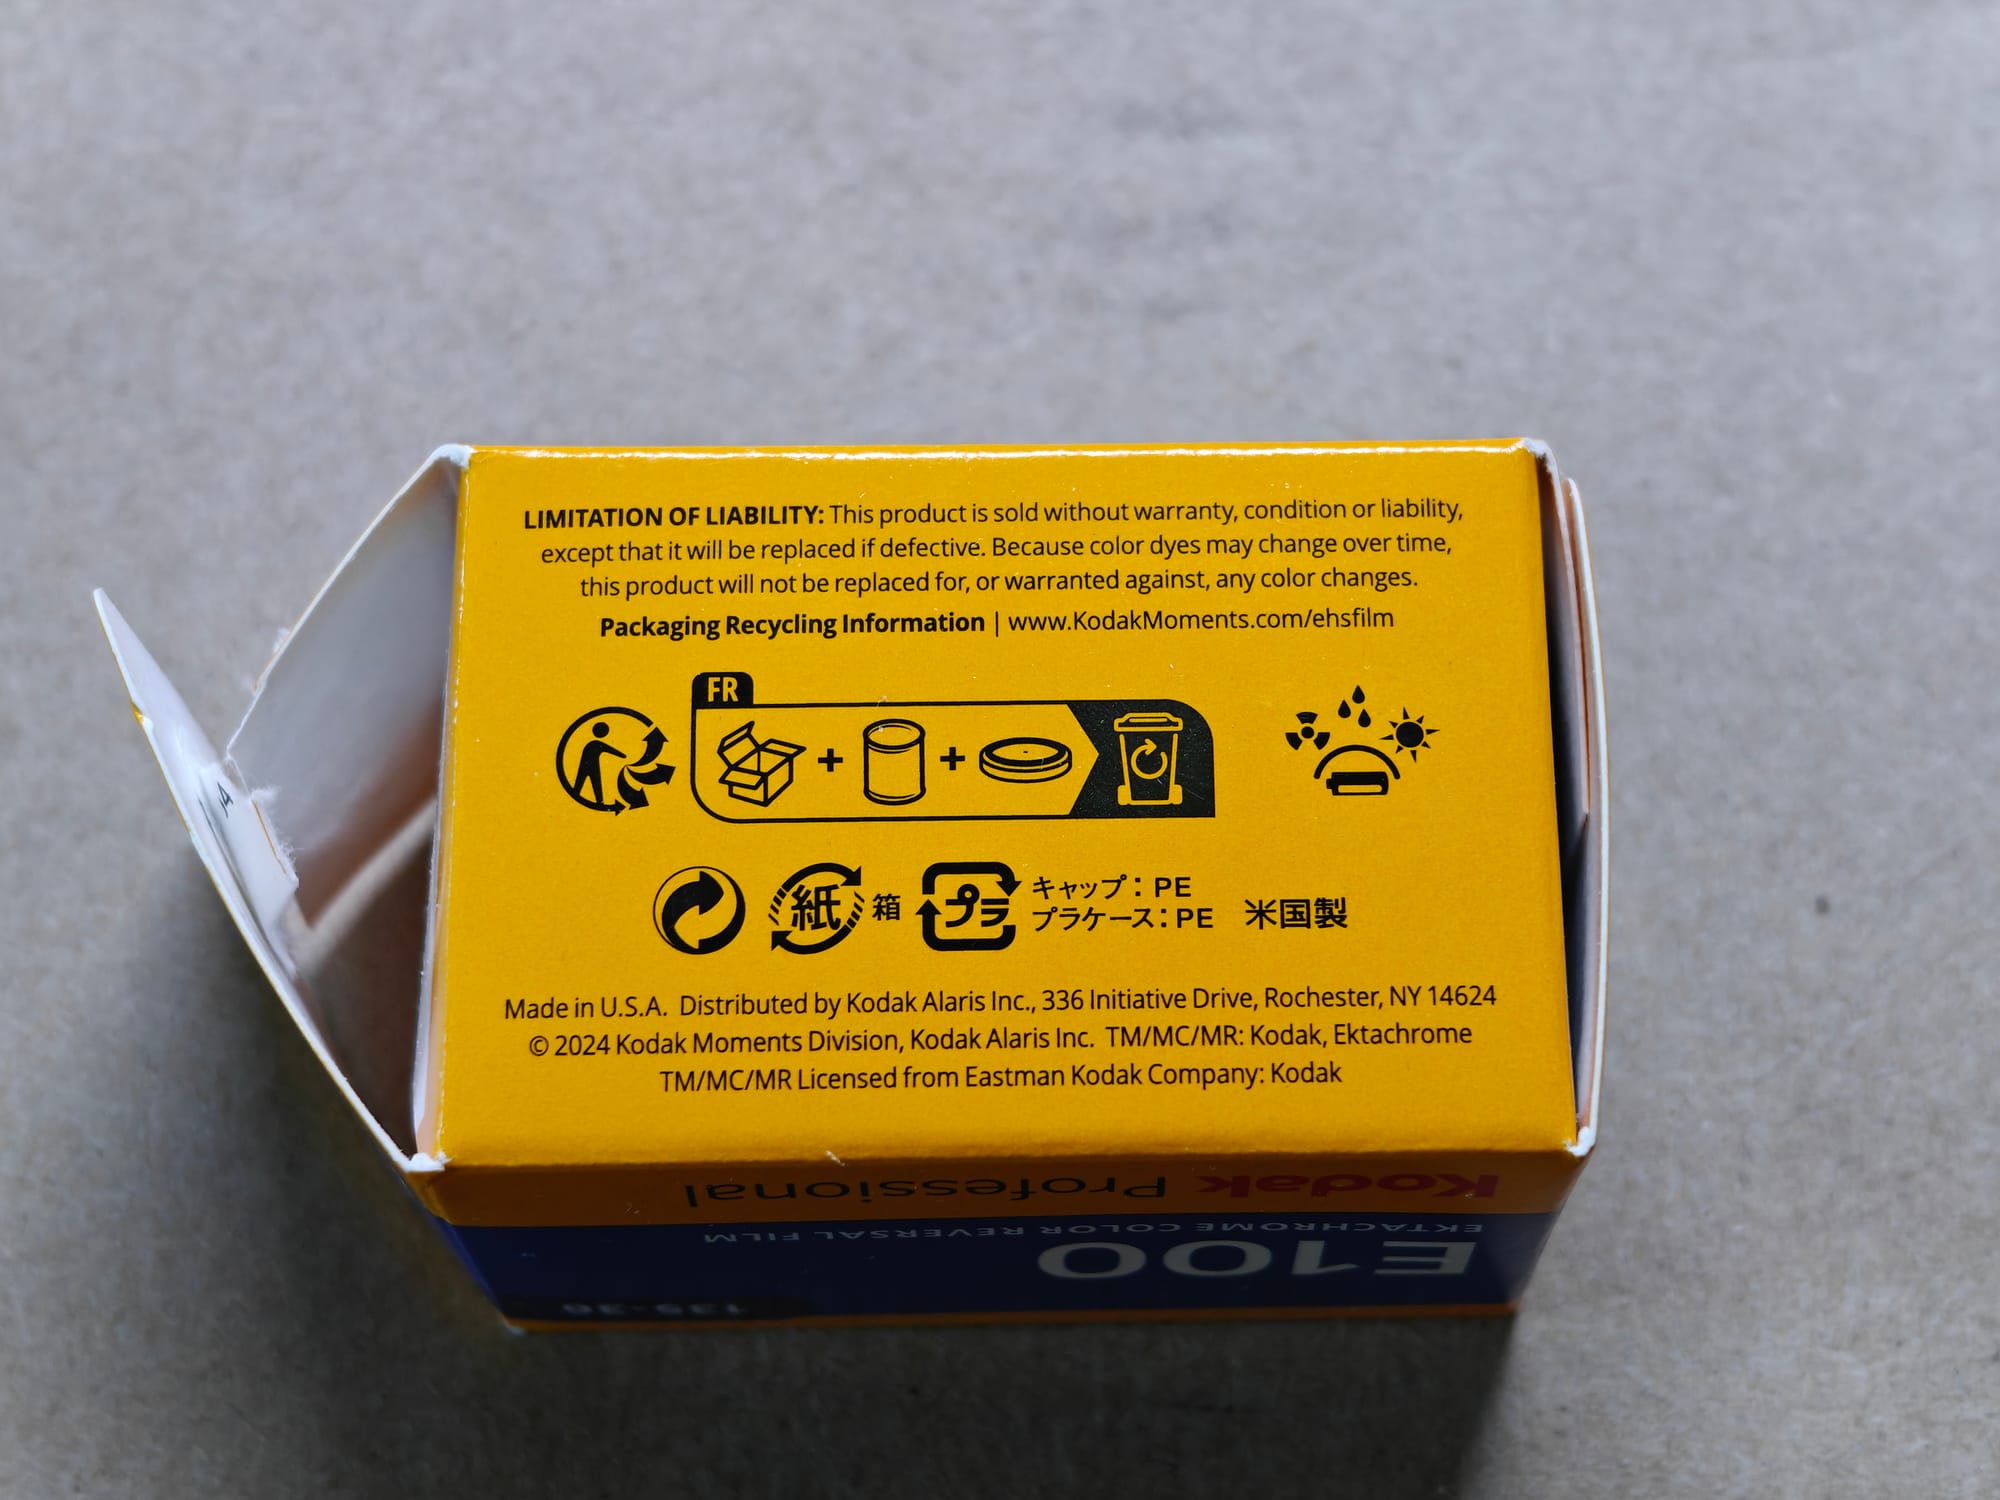 LIMITATION OF LIABILITY: This product is sold without warranty, condition or liability,
except that it will be replaced if defective. Because color dyes may change over time,
this product will not be replaced for, or warranted against, any color changes.
Packaging Recycling Information | www.KodakMoments.com/ehsfilm
FR
紙 箱 プラ キャップ：PE
プラケース：PE 米国製
Made in U.S.A. Distributed by Kodak Alaris Inc., 336 Initiative Drive, Rochester, NY 14624
© 2024 Kodak Moments Division, Kodak Alaris Inc. TM/MC/MR: Kodak, Ektachrome
TM/MC/MR Licensed from Eastman Kodak Company: Kodak
Kodak Professional
EKTACHROME COLOR REVERSAL FILM
E100
135-36